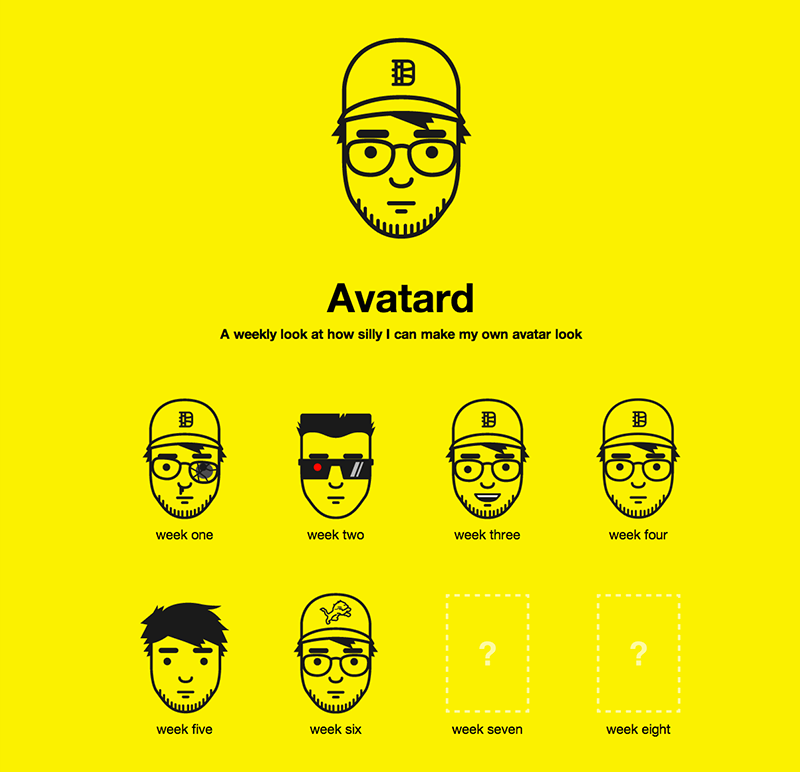 B
Avatard
A weekly look at how silly I can make my own avatar look
B
B
B
week one
week two
week three
week four
week five
week six
?
?
week seven
week eight